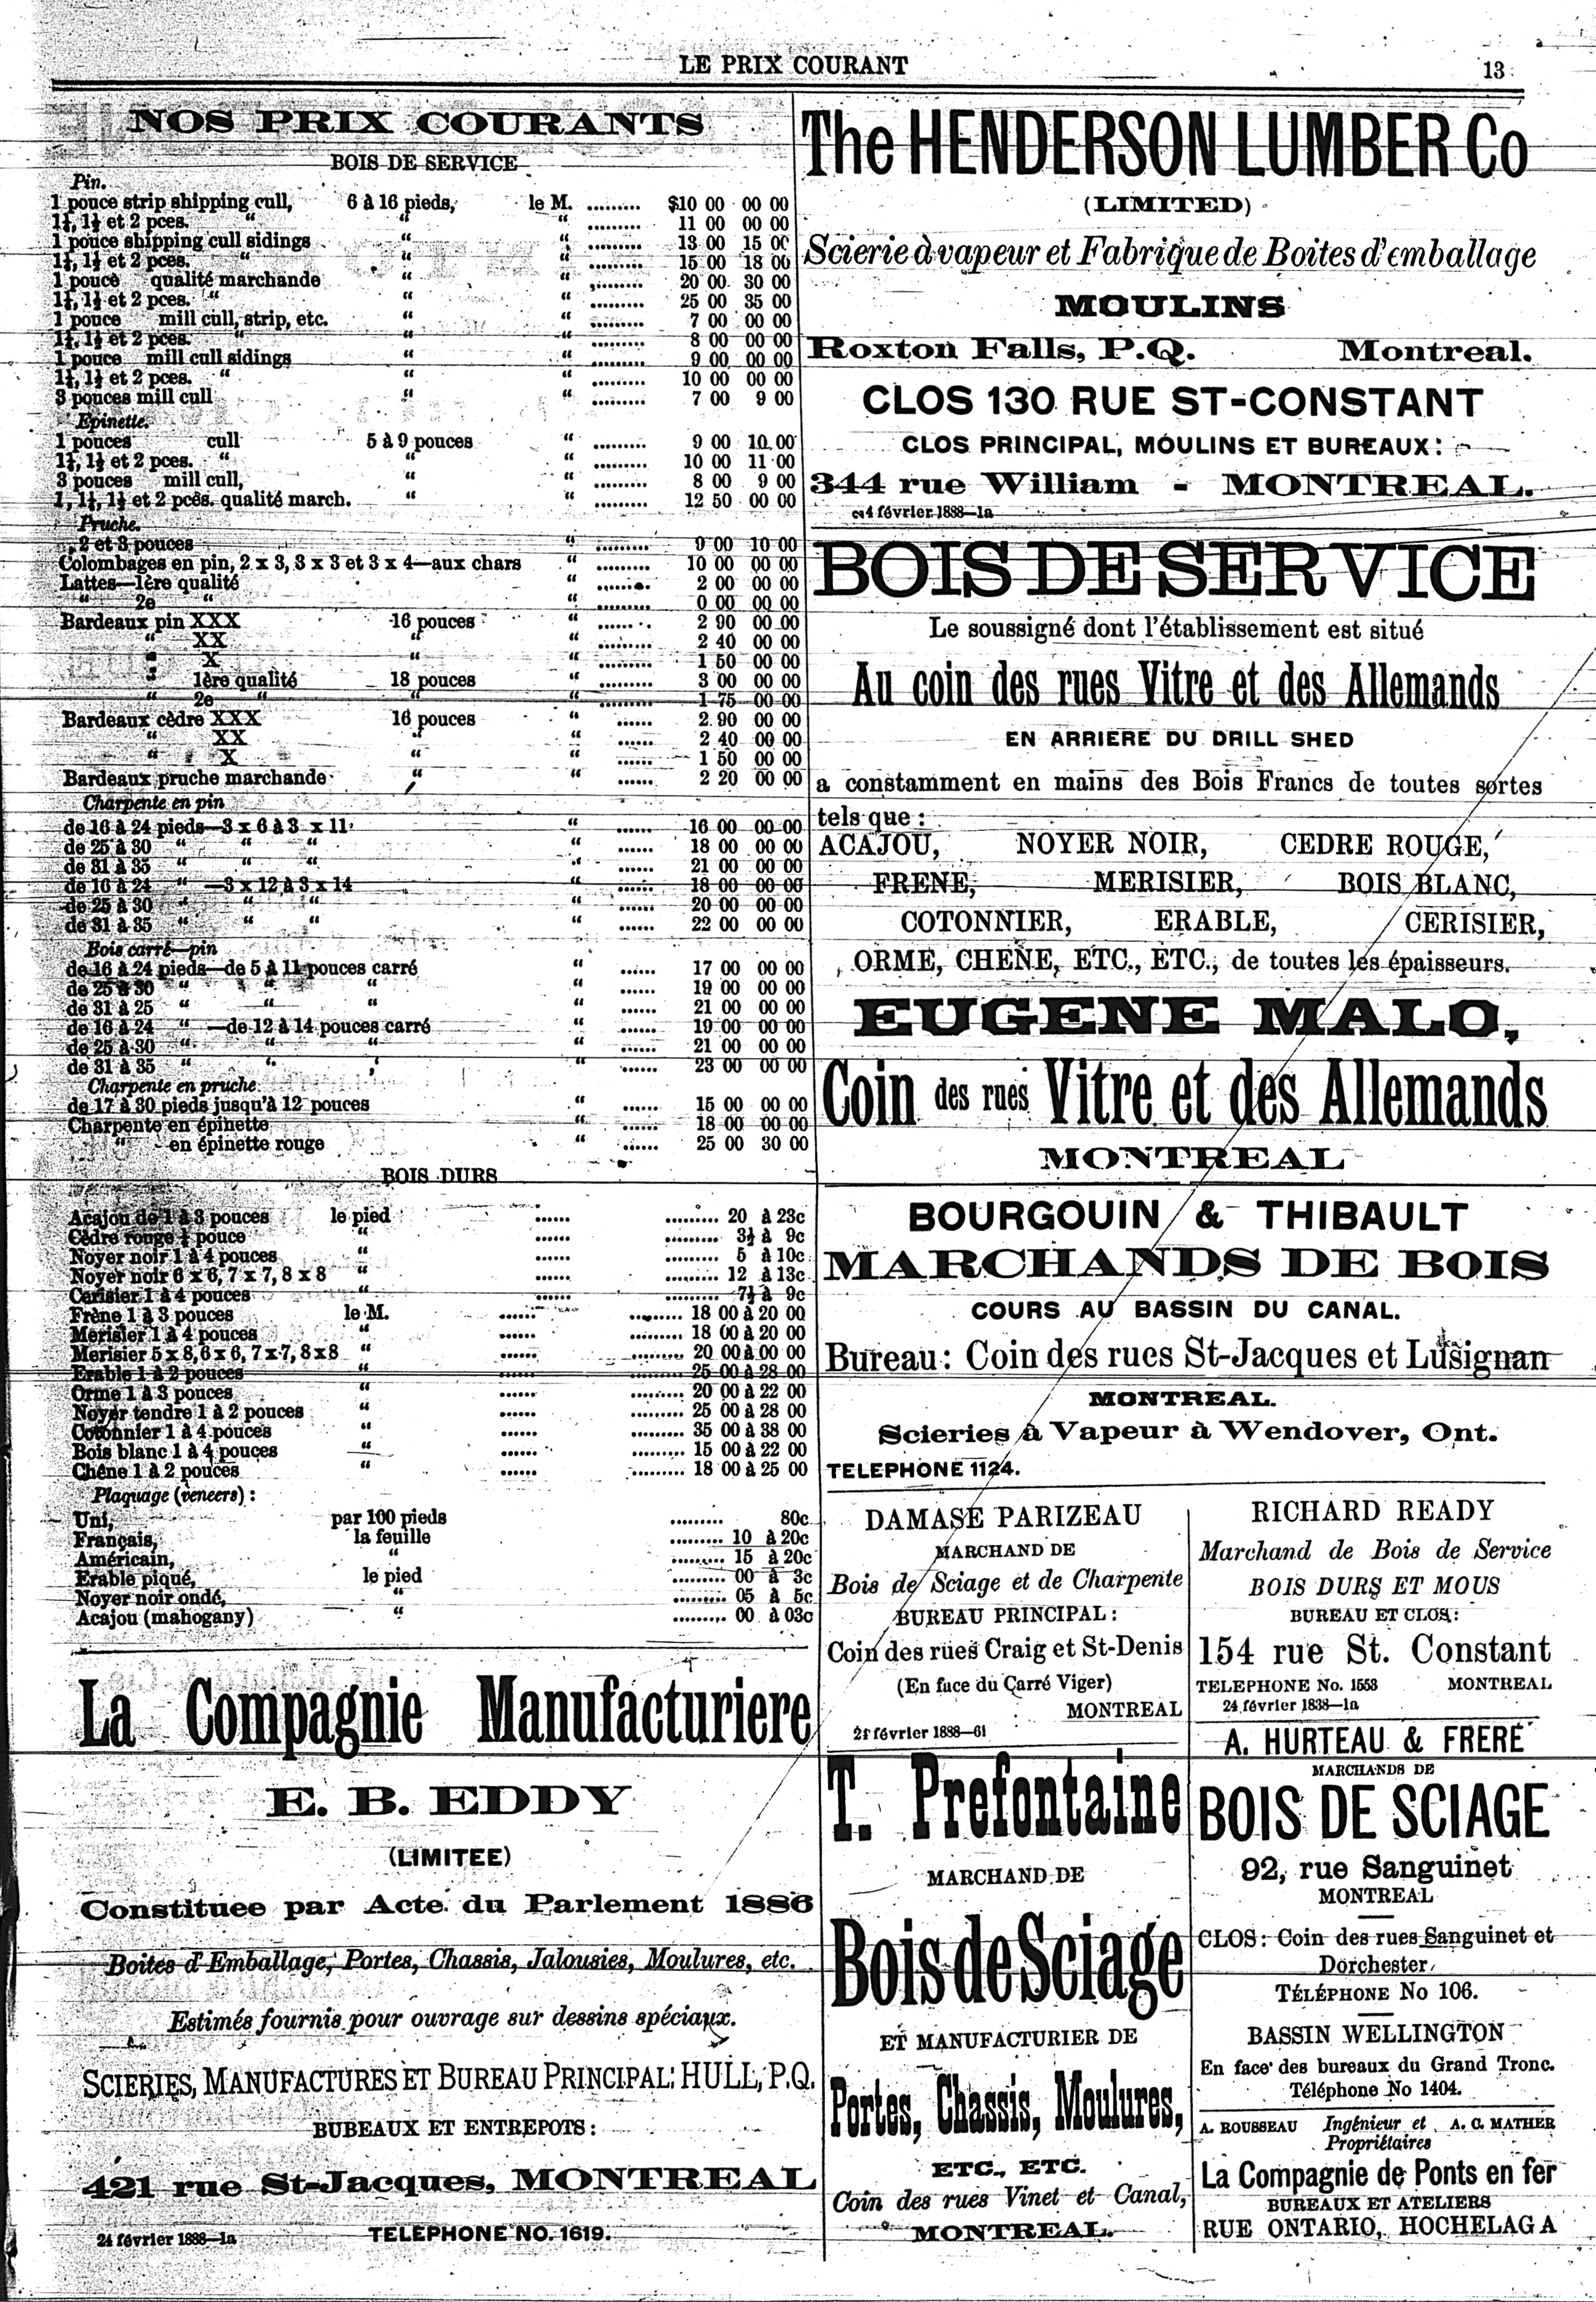 LE PRIX COURANT 13
NOS PRIX COURANTS
BOIS DE SERVICE
Pin.
1 pouce strip shipping cull, 6 à 16 pieds, le M. ......... $10 00 00 00
1¼, 1½ et 2 pces. " " " ......... 11 00 00 00
1 pouce shipping cull sidings " " ......... 13 00 15 00
1¼, 1½ et 2 pces. " " " ......... 15 00 18 00
1 pouce qualité marchande " " ......... 20 00 30 00
1¼, 1½ et 2 pces. " " " ......... 25 00 35 00
1 pouce mill cull, strip, etc. " " ......... 7 00 00 00
1¼, 1½ et 2 pces. " " " ......... 8 00 00 00
1 pouce mill cull sidings " " ......... 9 00 00 00
1¼, 1½ et 2 pces. " " " ......... 10 00 00 00
3 pouces mill cull " " ......... 7 00 9 00
Epinette.
1 pouces cull 5 à 9 pouces " ......... 9 00 10 00
1¼, 1½ et 2 pces. " " " ......... 10 00 11 00
3 pouces mill cull, " " ......... 8 00 9 00
1, 1¼, 1½ et 2 pces. qualité march. " " ......... 12 50 00 00
Pruche.
2 et 3 pouces " ......... 9 00 10 00
Colombages en pin, 2 x 3, 3 x 3 et 3 x 4—aux chars " ......... 10 00 00 00
Lattes—1ère qualité " ......... 2 00 00 00
" 2e " " ......... 0 00 00 00
Bardeaux pin XXX 16 pouces " ......... 2 90 00 00
" XX " " ......... 2 40 00 00
" X " " ......... 1 50 00 00
" 1ère qualité 18 pouces " ......... 3 00 00 00
" 2e " " " ......... 1 75 00 00
Bardeaux cèdre XXX 16 pouces " ...... 2 90 00 00
" XX " " ...... 2 40 00 00
" X " " ...... 1 50 00 00
Bardeaux pruche marchande " " ...... 2 20 00 00
Charpente en pin
de 16 à 24 pieds—3 x 6 à 3 x 11 " ...... 16 00 00 00
de 25 à 30 " " " " ...... 18 00 00 00
de 31 à 35 " " " " ...... 21 00 00 00
de 16 à 24 " —3 x 12 à 3 x 14 " ...... 18 00 00 00
de 25 à 30 " " " " ...... 20 00 00 00
de 31 à 35 " " " " ...... 22 00 00 00
Bois carré—pin
de 16 à 24 pieds—de 5 à 11 pouces carré " ...... 17 00 00 00
de 25 à 30 " " " " ...... 19 00 00 00
de 31 à 25 " " " " ...... 21 00 00 00
de 16 à 24 " —de 12 à 14 pouces carré " ...... 19 00 00 00
de 25 à 30 " " " " ...... 21 00 00 00
de 31 à 35 " " " " ...... 23 00 00 00
Charpente en pruche
de 17 à 30 pieds jusqu'à 12 pouces " ...... 15 00 00 00
Charpente en épinette " ...... 18 00 00 00
" en épinette rouge " ...... 25 00 30 00
BOIS DURS
Acajou de 1 à 3 pouces le pied ...... ......... 20 à 23c
Cèdre rouge ¾ pouce " ...... ......... 3½ à 9c
Noyer noir 1 à 4 pouces " ...... ......... 5 à 10c
Noyer noir 6 x 6, 7 x 7, 8 x 8 " ...... ......... 12 à 13c
Cerisier 1 à 4 pouces " ...... ......... 7½ à 9c
Frêne 1 à 3 pouces le M. ...... ......... 18 00 à 20 00
Merisier 1 à 4 pouces " ...... ......... 18 00 à 20 00
Merisier 5 x 8, 6 x 6, 7 x 7, 8 x 8 " ...... ......... 20 00 à 00 00
Erable 1 à 2 pouces " ...... ......... 25 00 à 28 00
Orme 1 à 3 pouces " ...... ......... 20 00 à 22 00
Noyer tendre 1 à 2 pouces " ...... ......... 25 00 à 28 00
Cotonnier 1 à 4 pouces " ...... ......... 35 00 à 38 00
Bois blanc 1 à 4 pouces " ...... ......... 15 00 à 22 00
Chêne 1 à 2 pouces " ...... ......... 18 00 à 25 00
Plaquage (veneers) :
Uni, par 100 pieds ......... 80c
Français, la feuille ......... 10 à 20c
Américain, " ......... 15 à 20c
Erable piqué, le pied ......... 00 à 3c
Noyer noir ondé, " ......... 05 à 5c
Acajou (mahogany) " ......... 00 à 03c
La Compagnie Manufacturiere
E. B. EDDY
(LIMITEE)
Constituee par Acte du Parlement 1886
Boites d'Emballage, Portes, Chassis, Jalousies, Moulures, etc.
Estimés fournis pour ouvrage sur dessins spéciaux.
SCIERIES, MANUFACTURES ET BUREAU PRINCIPAL: HULL, P.Q.
BUBEAUX ET ENTREPOTS :
421 rue St-Jacques, MONTREAL
24 février 1888—1a TELEPHONE NO. 1619.
The HENDERSON LUMBER Co
(LIMITED)
Scierie à vapeur et Fabrique de Boites d'emballage
MOULINS
Roxton Falls, P.Q. Montreal.
CLOS 130 RUE ST-CONSTANT
CLOS PRINCIPAL, MOULINS ET BUREAUX:
344 rue William - MONTREAL.
4 février 1888—1a
BOIS DE SERVICE
Le soussigné dont l'établissement est situé
Au coin des rues Vitre et des Allemands
EN ARRIERE DU DRILL SHED
a constamment en mains des Bois Francs de toutes sortes
tels que :
ACAJOU, NOYER NOIR, CEDRE ROUGE,
FRENE, MERISIER, BOIS BLANC,
COTONNIER, ERABLE, CERISIER,
ORME, CHENE, ETC., ETC., de toutes les épaisseurs.
EUGENE MALO,
Coin des rues Vitre et des Allemands
MONTREAL
BOURGOUIN & THIBAULT
MARCHANDS DE BOIS
COURS AU BASSIN DU CANAL.
Bureau: Coin des rues St-Jacques et Lusignan
MONTREAL.
Scieries à Vapeur à Wendover, Ont.
TELEPHONE 1124.
DAMASE PARIZEAU
MARCHAND DE
Bois de Sciage et de Charpente
BUREAU PRINCIPAL :
Coin des rues Craig et St-Denis
(En face du Carré Viger)
MONTREAL
février 1888—61
T. Prefontaine
MARCHAND DE
Bois de Sciage
ET MANUFACTURIER DE
Portes, Chassis, Moulures,
ETC., ETC.
Coin des rues Vinet et Canal,
MONTREAL.
RICHARD READY
Marchand de Bois de Service
BOIS DURS ET MOUS
BUREAU ET CLOS :
154 rue St. Constant
TELEPHONE No. 1553 MONTREAL
24 février 1838—1a
A. HURTEAU & FRERE
MARCHANDS DE
BOIS DE SCIAGE
92, rue Sanguinet
MONTREAL
CLOS : Coin des rues Sanguinet et
Dorchester,
TÉLÉPHONE No 106.
BASSIN WELLINGTON
En face des bureaux du Grand Tronc.
Téléphone No 1404.
A. ROUSSEAU Ingénieur et A. C. MATHER
Propriétaires
La Compagnie de Ponts en fer
BUREAUX ET ATELIERS
RUE ONTARIO, HOCHELAGA